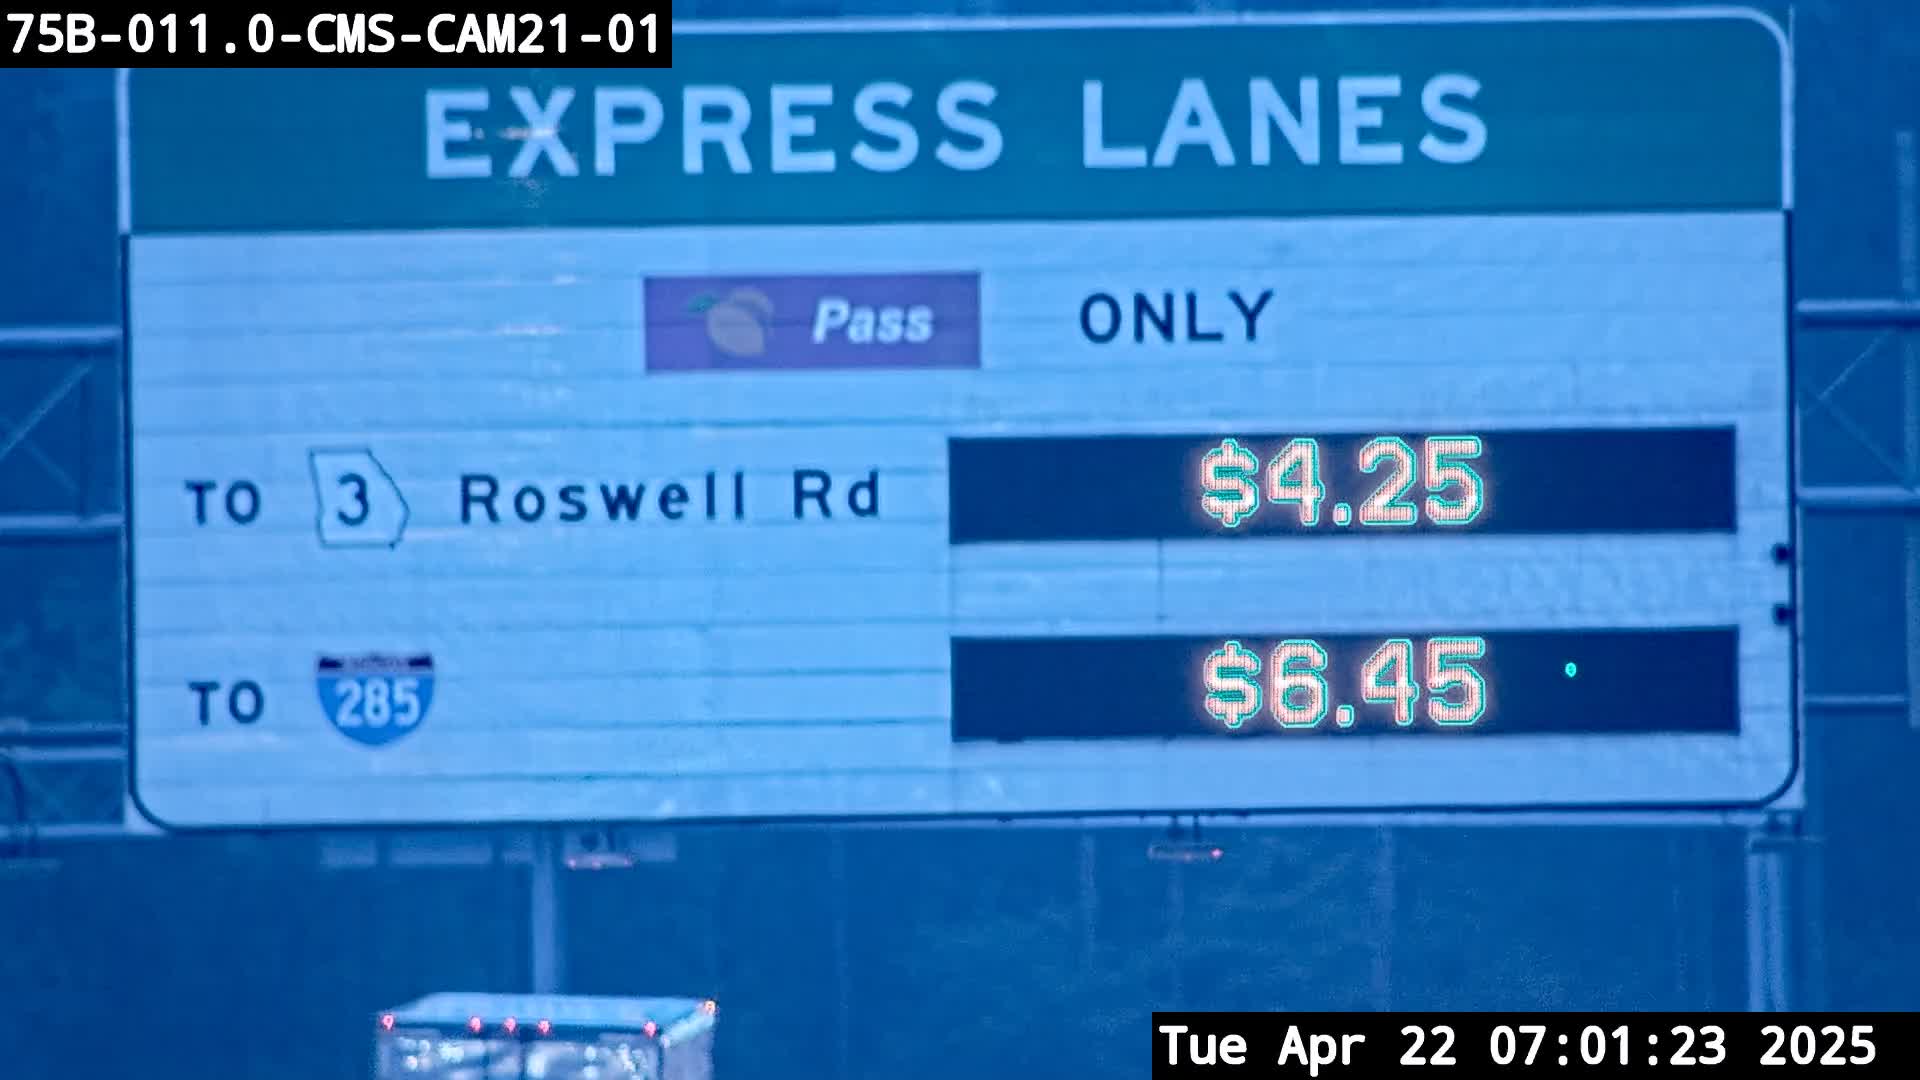 75B-011.0-CMS-CAM21-01
EXPRESS LANES
Pass ONLY
TO 3 Roswell Rd $4.25
TO 285 $6.45
Tue Apr 22 07:01:23 2025